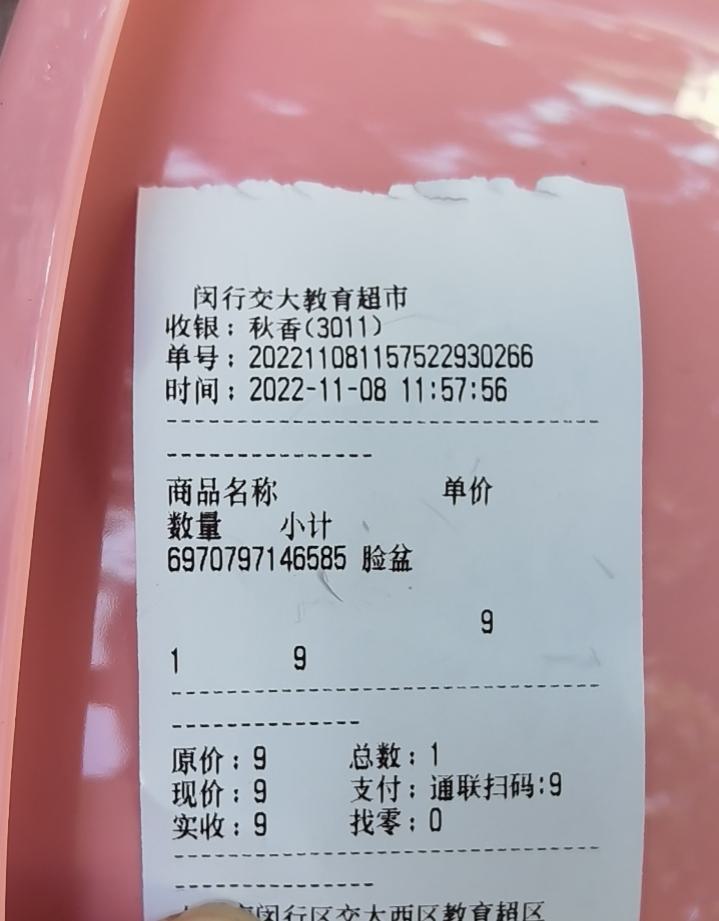 闵行交大教育超市
收银：秋香(3011)
单号：2022110811157522930266
时间：2022-11-08 11:57:56
商品名称 单价
数量 小计
6970797146585 脸盆
9
1 9
原价：9 总数：1
现价：9 支付：通联扫码:9
实收：9 找零：0
闵行区交大西区教育超区